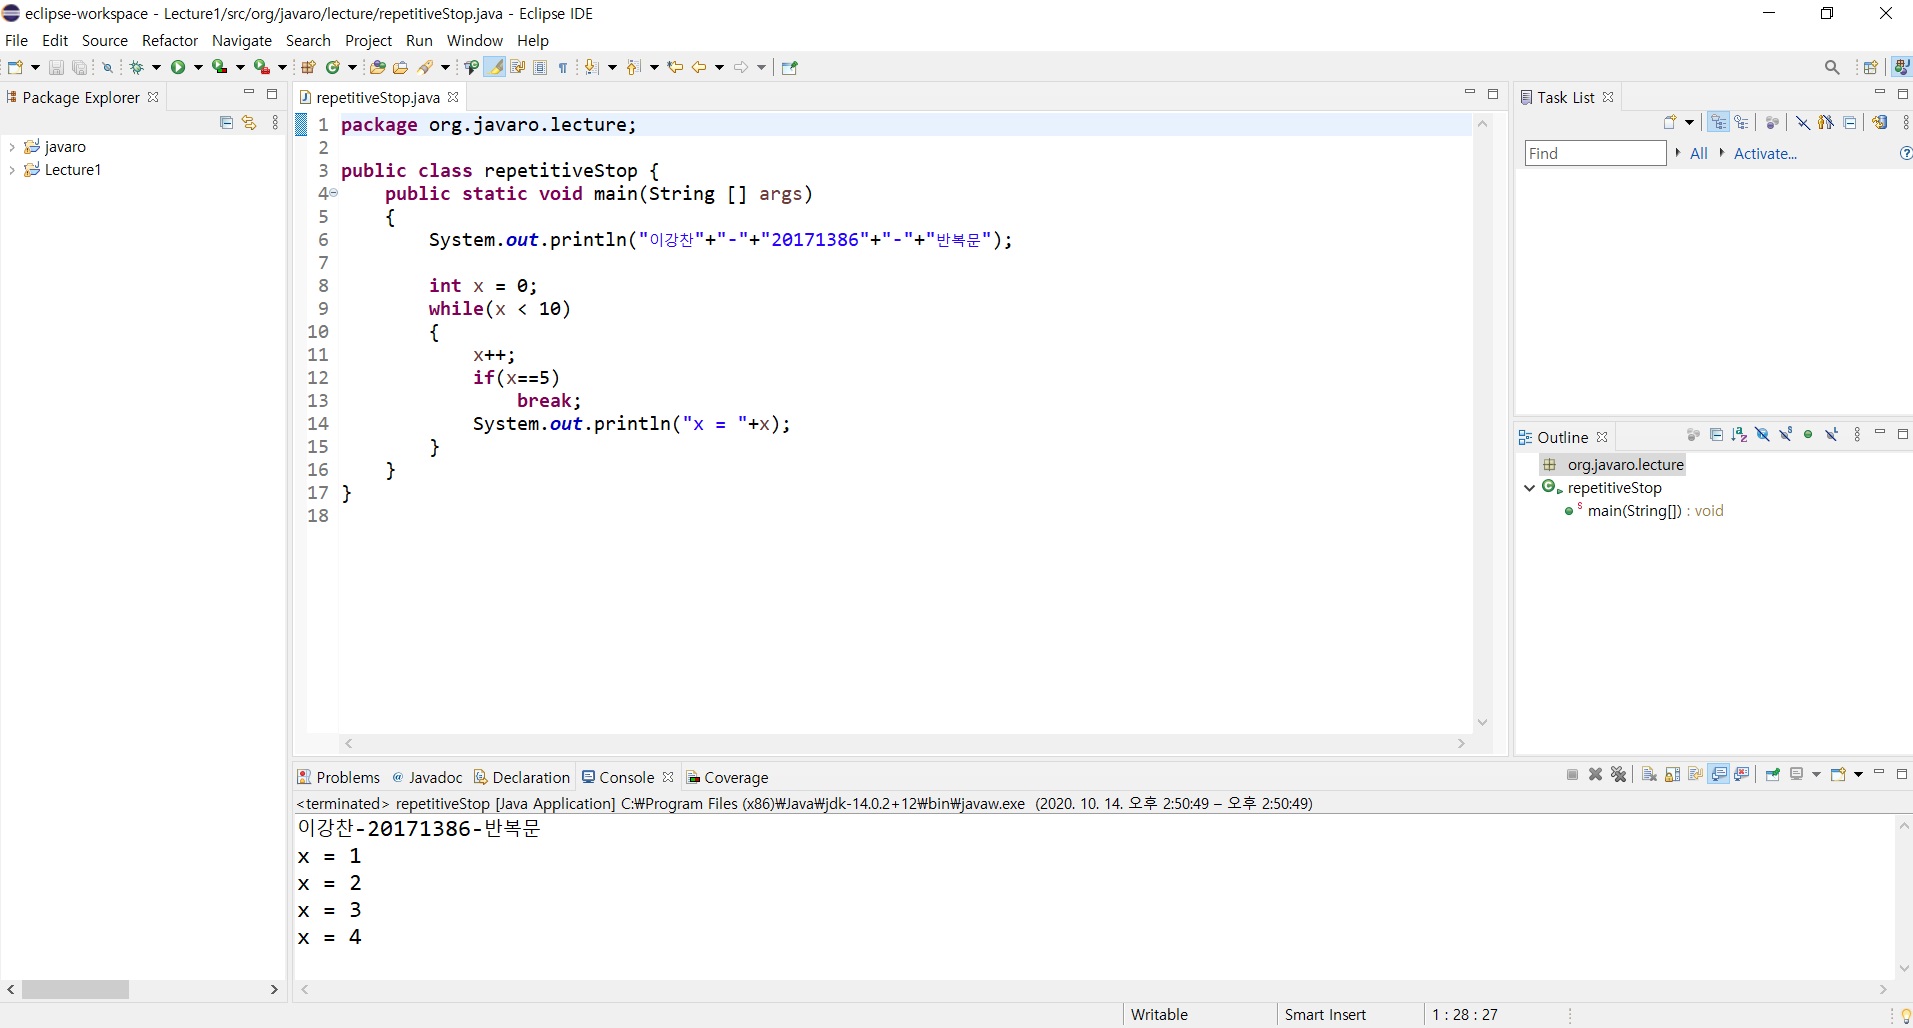 eclipse-workspace - Lecture1/src/org/javaro/lecture/repetitiveStop.java - Eclipse IDE
File Edit Source Refactor Navigate Search Project Run Window Help
Package Explorer
javaro
Lecture1
repetitiveStop.java
1 package org.javaro.lecture;
2
3 public class repetitiveStop {
4     public static void main(String [] args)
5     {
6         System.out.println("이강찬"+"-"+"20171386"+"-"+"반복문");
7
8         int x = 0;
9         while(x < 10)
10         {
11             x++;
12             if(x==5)
13                 break;
14             System.out.println("x = "+x);
15         }
16     }
17 }
18
Task List
Find All Activate...
Outline
org.javaro.lecture
repetitiveStop
main(String[]) : void
Problems @ Javadoc Declaration Console Coverage
<terminated> repetitiveStop [Java Application] C:₩Program Files (x86)₩Java₩jdk-14.0.2+12₩bin₩javaw.exe (2020. 10. 14. 오후 2:50:49 – 오후 2:50:49)
이강찬-20171386-반복문
x = 1
x = 2
x = 3
x = 4
Writable Smart Insert 1 : 28 : 27